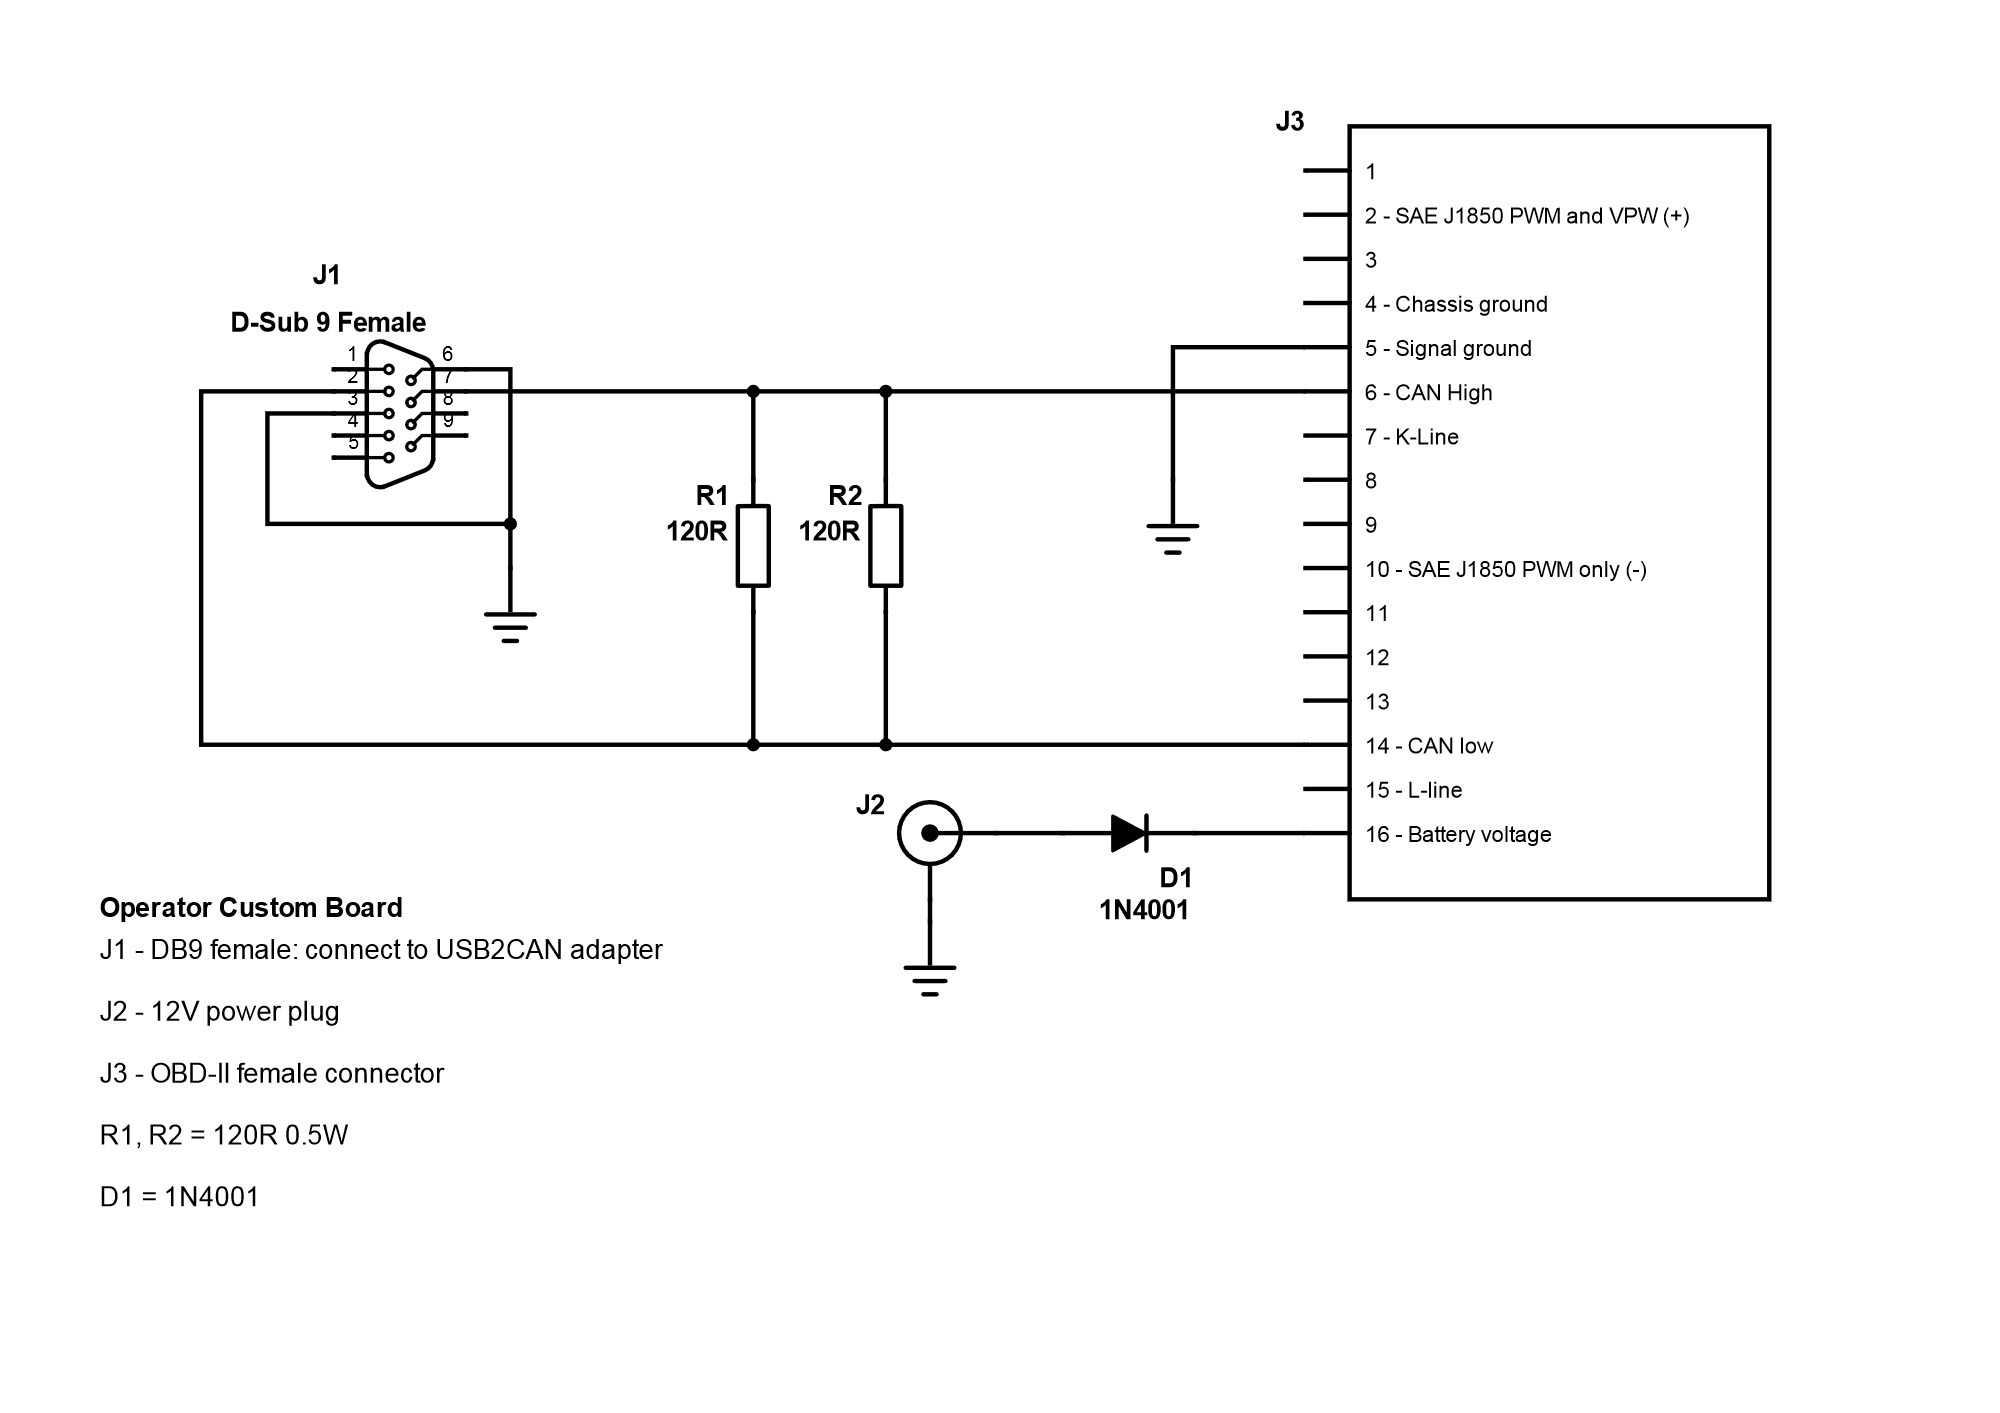 J3
1
2 - SAE J1850 PWM and VPW (+)
3
4 - Chassis ground
5 - Signal ground
6 - CAN High
7 - K-Line
8
9
10 - SAE J1850 PWM only (-)
11
12
13
14 - CAN low
15 - L-line
16 - Battery voltage
J1
D-Sub 9 Female
1
2
3
4
5
6
7
8
9
R1
120R
R2
120R
J2
D1
1N4001
Operator Custom Board
J1 - DB9 female: connect to USB2CAN adapter
J2 - 12V power plug
J3 - OBD-II female connector
R1, R2 = 120R 0.5W
D1 = 1N4001